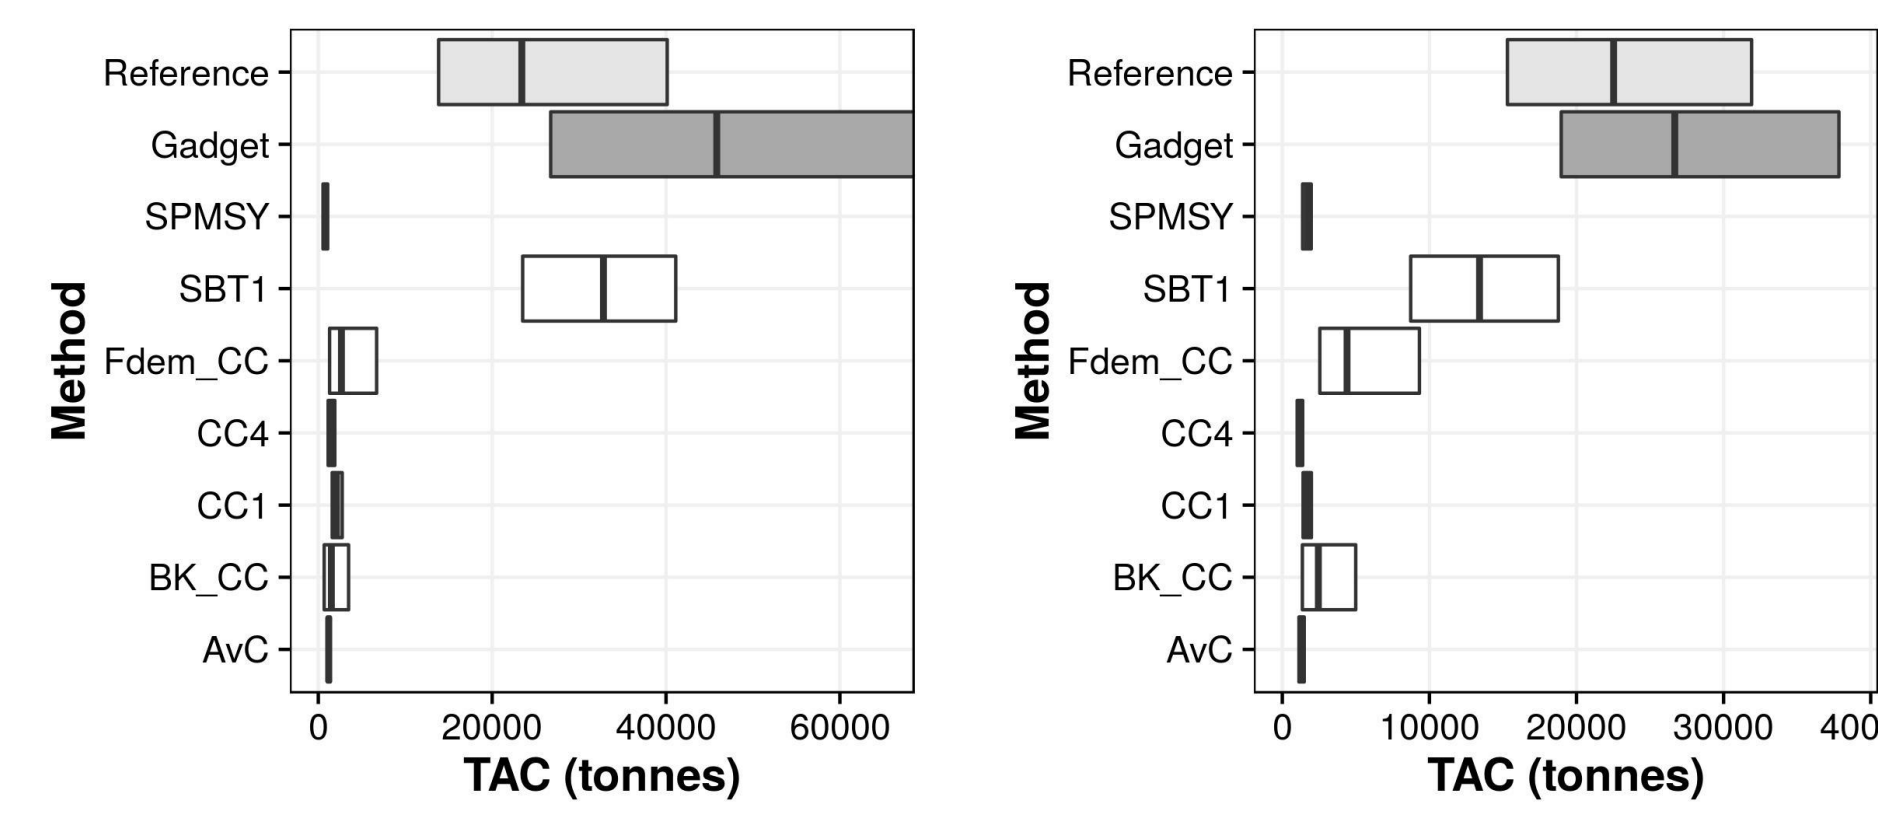 Reference
Gadget
SPMSY
SBT1
Fdem_CC
CC4
CC1
BK_CC
AvC
Method
0 20000 40000 60000
TAC (tonnes)
Reference
Gadget
SPMSY
SBT1
Fdem_CC
CC4
CC1
BK_CC
AvC
Method
0 10000 20000 30000 400
TAC (tonnes)